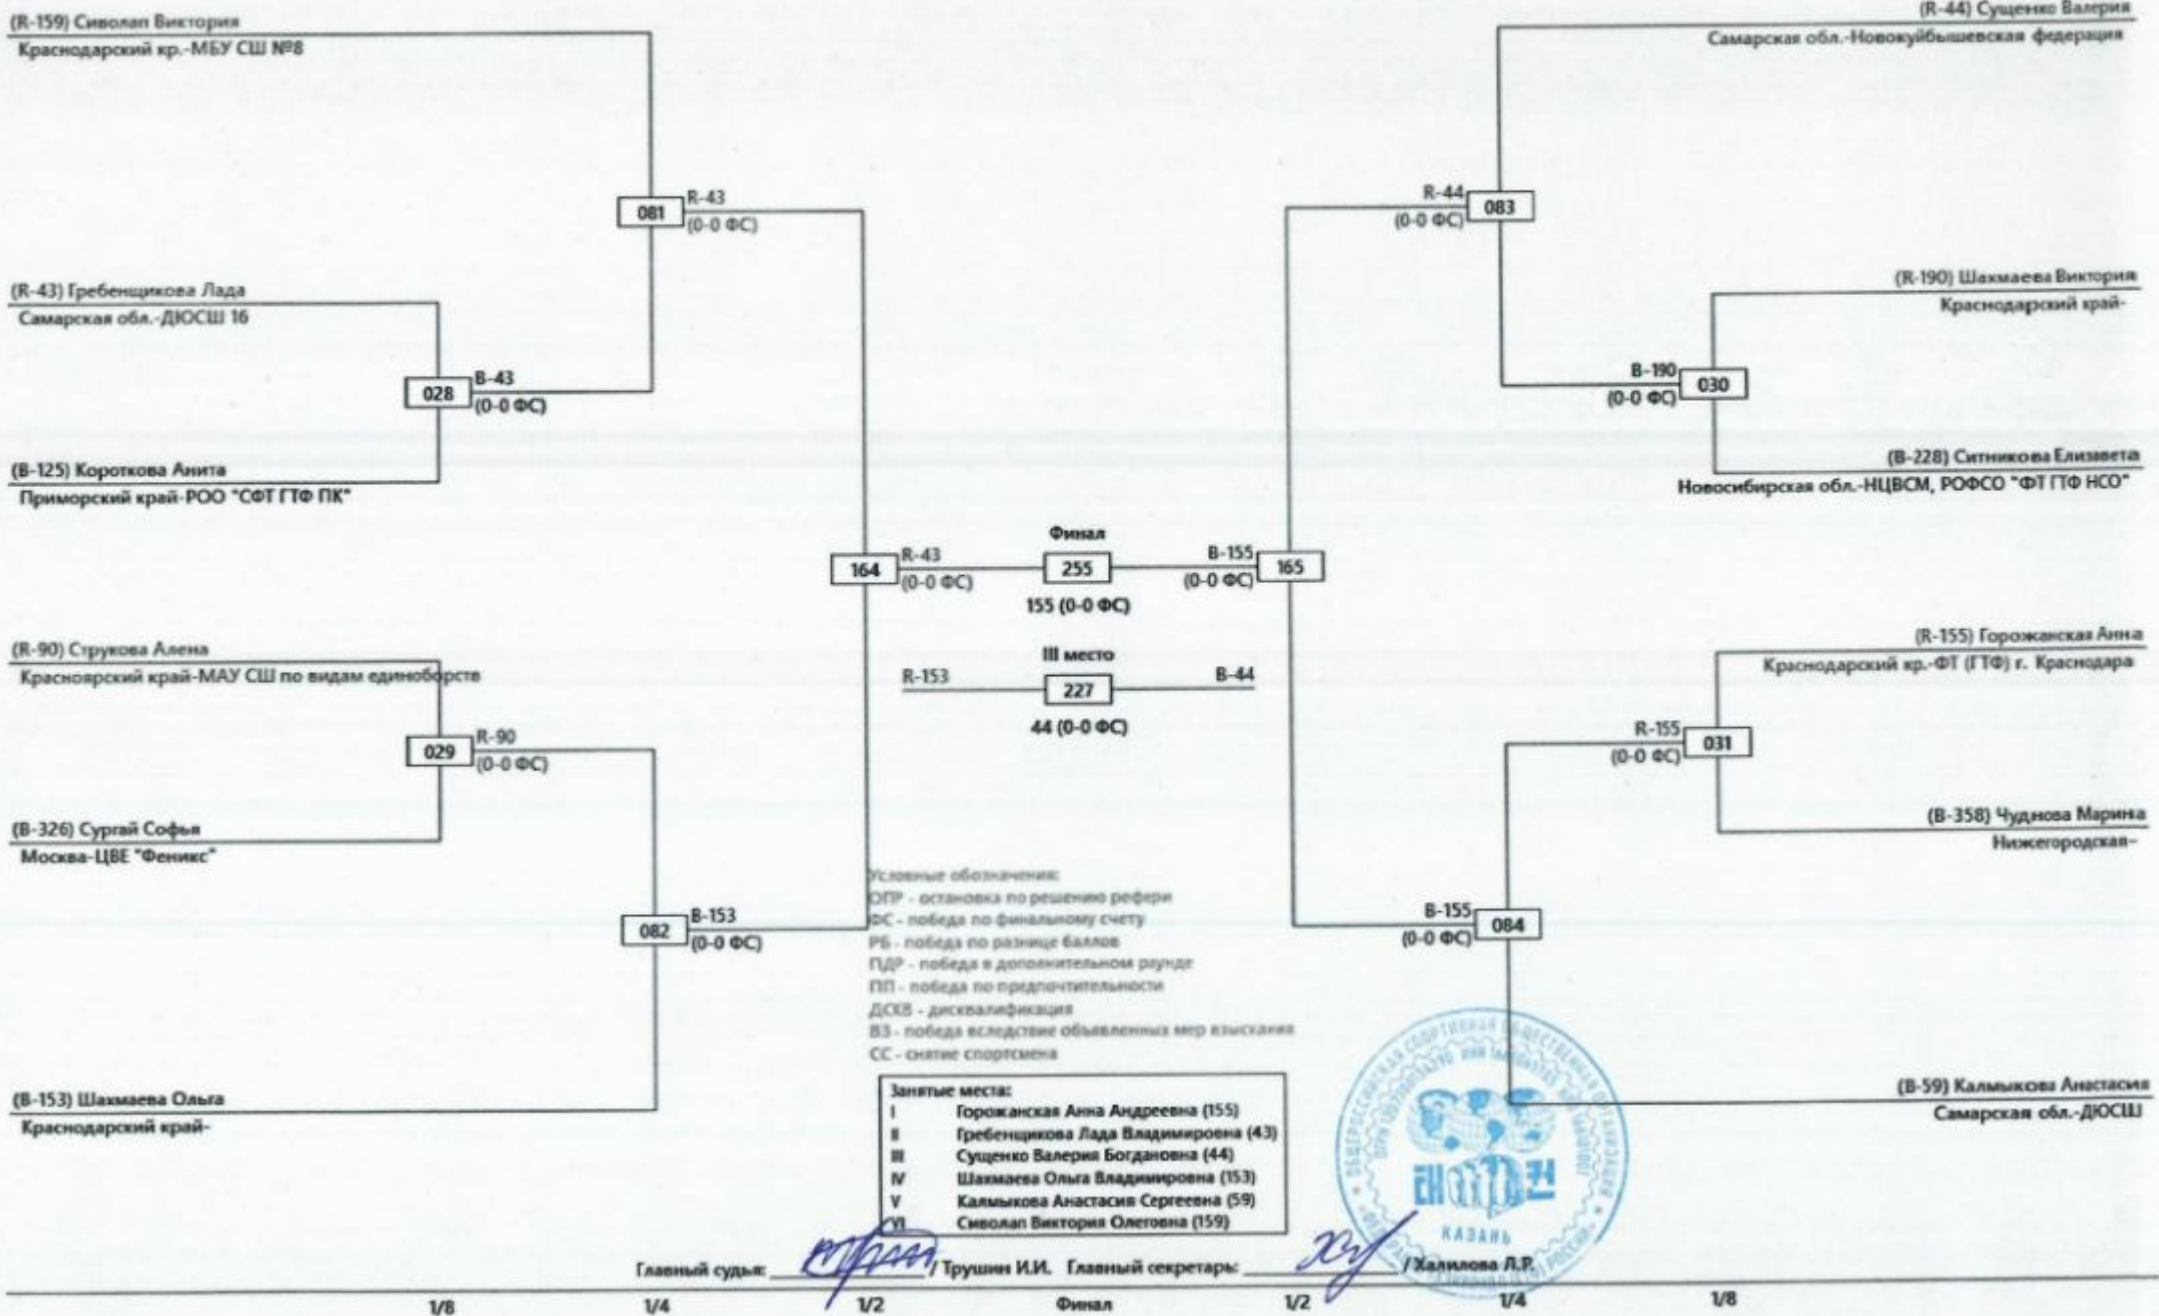 (R-159) Сиволап Виктория
Краснодарский кр.-МБУ СШ №8
(R-44) Сущенко Валерия
Самарская обл.-Новокуйбышевская федерация
081
R-43
(0-0 ФС)
R-44
(0-0 ФС)
083
(R-43) Гребенщикова Лада
Самарская обл.-ДЮСШ 16
(R-190) Шахмаева Виктория
Краснодарский край-
028
B-43
(0-0 ФС)
B-190
(0-0 ФС)
030
(B-125) Короткова Анита
Приморский край-РОО "СФТ ГТФ ПК"
(B-228) Ситникова Елизавета
Новосибирская обл.-НЦВСМ, РОФСО "ФТ ГТФ НСО"
Финал
164
R-43
(0-0 ФС)
255
B-155
(0-0 ФС)
165
155 (0-0 ФС)
(R-90) Струкова Алена
Красноярский край-МАУ СШ по видам единоборств
III место
R-153
227
B-44
44 (0-0 ФС)
(R-155) Горожанская Анна
Краснодарский кр.-ФТ (ГТФ) г. Краснодара
029
R-90
(0-0 ФС)
R-155
(0-0 ФС)
031
(B-326) Сургай Софья
Москва-ЦВЕ "Феникс"
(B-358) Чуднова Марина
Нижегородская-
082
B-153
(0-0 ФС)
B-155
(0-0 ФС)
084
Условные обозначения:
ОПР - остановка по решению рефери
ФС - победа по финальному счету
РБ - победа по разнице баллов
ПДР - победа в дополнительном раунде
ПП - победа по предпочтительности
ДСКВ - дисквалификация
ВЗ - победа вследствие объявленных мер взыскания
СС - снятие спортсмена
(B-153) Шахмаева Ольга
Краснодарский край-
(B-59) Калмыкова Анастасия
Самарская обл.-ДЮСШ
Занятые места:
I Горожанская Анна Андреевна (155)
II Гребенщикова Лада Владимировна (43)
III Сущенко Валерия Богдановна (44)
IV Шахмаева Ольга Владимировна (153)
V Калмыкова Анастасия Сергеевна (59)
VI Сиволап Виктория Олеговна (159)
ОБЩЕРОССИЙСКАЯ СПОРТИВНАЯ ОБЩЕСТВЕННАЯ ОРГАНИЗАЦИЯ
КАЗАНЬ
Главный судья: / Трушин И.И. Главный секретарь: / Халилова Л.Р.
1/8 1/4 1/2 Финал 1/2 1/4 1/8